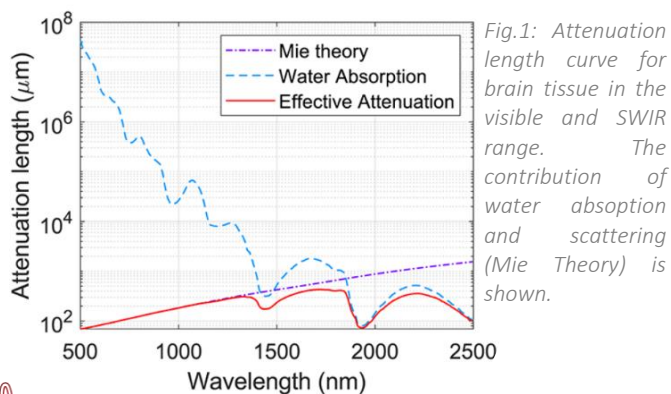 10^8
10^6
10^4
10^2
Attenuation length (μm)
Mie theory
Water Absorption
Effective Attenuation
500
1000
1500
2000
2500
Wavelength (nm)
Fig.1: Attenuation
length curve for
brain tissue in the
visible and SWIR
range. The
contribution of
water absoption
and scattering
(Mie Theory) is
shown.